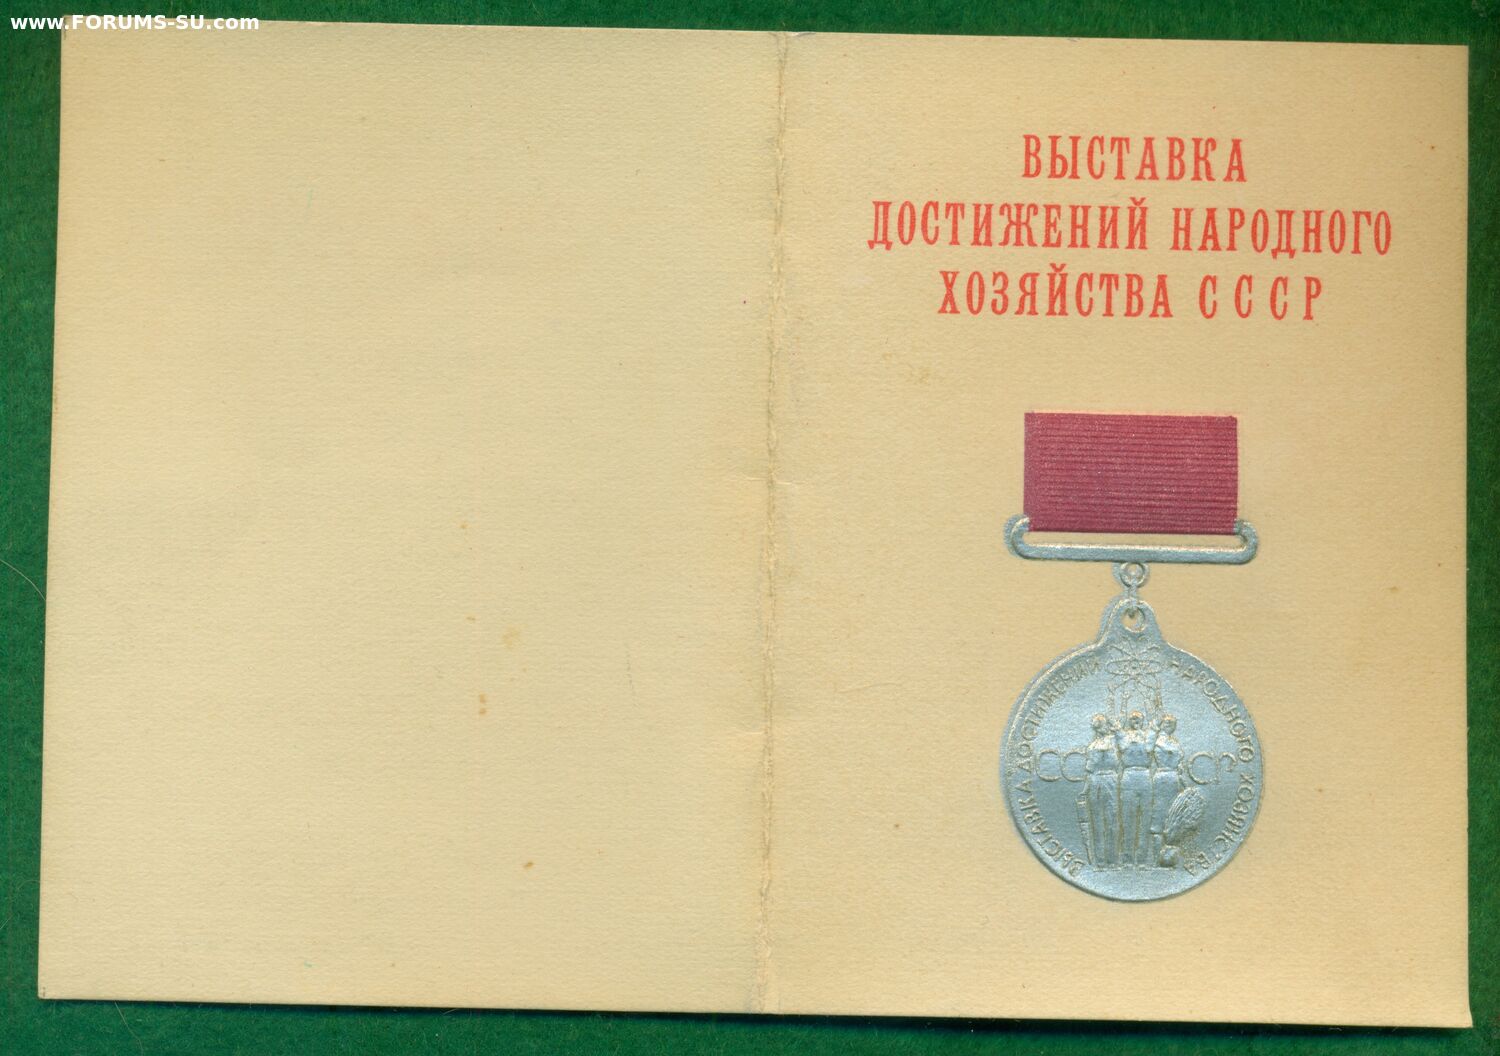 www.FORUMS-SU.com
ВЫСТАВКА
ДОСТИЖЕНИЙ НАРОДНОГО
ХОЗЯЙСТВА СССР
ВЫСТАВКА ДОСТИЖЕНИЙ НАРОДНОГО ХОЗЯЙСТВА
СССР